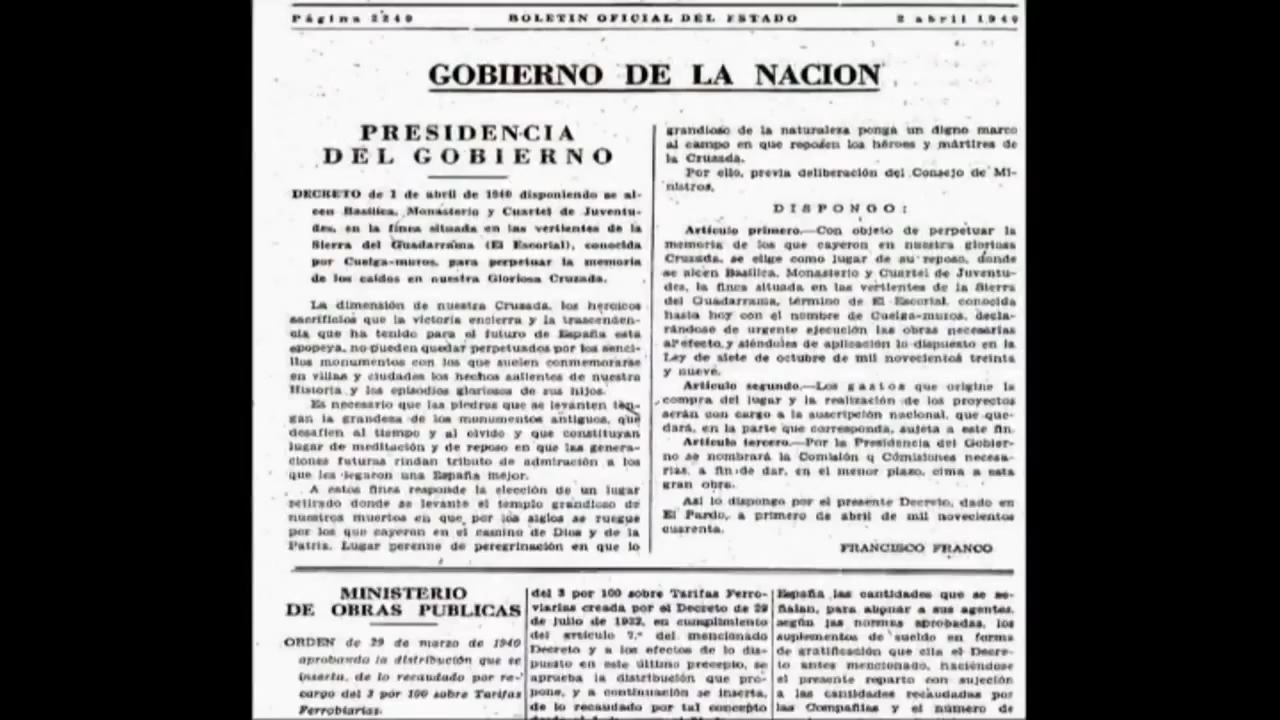 Página 2240
BOLETIN OFICIAL DEL ESTADO
2 abril 1940
GOBIERNO DE LA NACION
PRESIDENCIA
DEL GOBIERNO
DECRETO de 1 de abril de 1940 disponiendo se al-
cen Basílica, Monasterio y Cuartel de Juventu-
des, en la finca situada en las vertientes de la
Sierra del Guadarrama (El Escorial), conocida
por Cuelga-muros, para perpetuar la memoria
de los caídos en nuestra Gloriosa Cruzada.
La dimensión de nuestra Cruzada, los heroicos
sacrificios que la victoria encierra y la trascenden-
cia que ha tenido para el futuro de España esta
epopeya, no pueden quedar perpetuados por los senci-
llos monumentos con los que suelen conmemorarse
en villas y ciudades los hechos salientes de nuestra
Historia y los episodios gloriosos de sus hijos.
Es necesario que las piedras que se levanten ten-
gan la grandeza de los monumentos antiguos, que
desafíen al tiempo y al olvido y que constituyan
lugar de meditación y de reposo en que las genera-
ciones futuras rindan tributo de admiración a los
que les legaron una España mejor.
A estos fines responde la elección de un lugar
retirado donde se levante el templo grandioso de
nuestros muertos en que por los siglos se ruegue
por los que cayeron en el camino de Dios y de la
Patria. Lugar perenne de peregrinación en que lo
grandioso de la naturaleza ponga un digno marco
al campo en que reposen los héroes y mártires de
la Cruzada.
Por ello, previa deliberación del Consejo de Mi-
nistros,
DISPONGO:
Artículo primero.—Con objeto de perpetuar la
memoria de los que cayeron en nuestra gloriosa
Cruzada, se elige como lugar de su reposo, donde
se alcen Basílica, Monasterio y Cuartel de Juventu-
des, la finca situada en las vertientes de la Sierra
del Guadarrama, término de El Escorial, conocida
hasta hoy con el nombre de Cuelga-muros, decla-
rándose de urgente ejecución las obras necesarias
al efecto, y siéndoles de aplicación lo dispuesto en la
Ley de siete de octubre de mil novecientos treinta
y nueve.
Artículo segundo.—Los gastos que origine la
compra del lugar y la realización de los proyectos
serán con cargo a la suscripción nacional, que que-
dará, en la parte que corresponda, sujeta a este fin.
Artículo tercero.—Por la Presidencia del Gobier-
no se nombrará la Comisión o Comisiones necesa-
rias, a fin de dar, en el menor plazo, cima a esta
gran obra.
Así lo dispongo por el presente Decreto, dado en
El Pardo, a primero de abril de mil novecientos
cuarenta.
FRANCISCO FRANCO
MINISTERIO
DE OBRAS PUBLICAS
ORDEN de 29 de marzo de 1940
aprobando la distribución que se
inserta, de lo recaudado por re-
cargo del 3 por 100 sobre Tarifas
Ferrobiarias.
del 3 por 100 sobre Tarifas Ferro-
viarias creada por el Decreto de 29
de julio de 1932, en cumplimiento
del artículo 7.º del mencionado
Decreto y a los efectos de lo dis-
puesto en este último precepto, se
aprueba la distribución que pro-
pone, y a continuación se inserta,
de lo recaudado por tal concepto
España las cantidades que se se-
ñalan, para abonar a sus agentes,
según las normas aprobadas, los
suplementos de sueldo en forma
de gratificación que cita el Decre-
to antes mencionado, haciéndose
el presente reparto con sujeción
a las cantidades recaudadas por
las Compañías y el número de